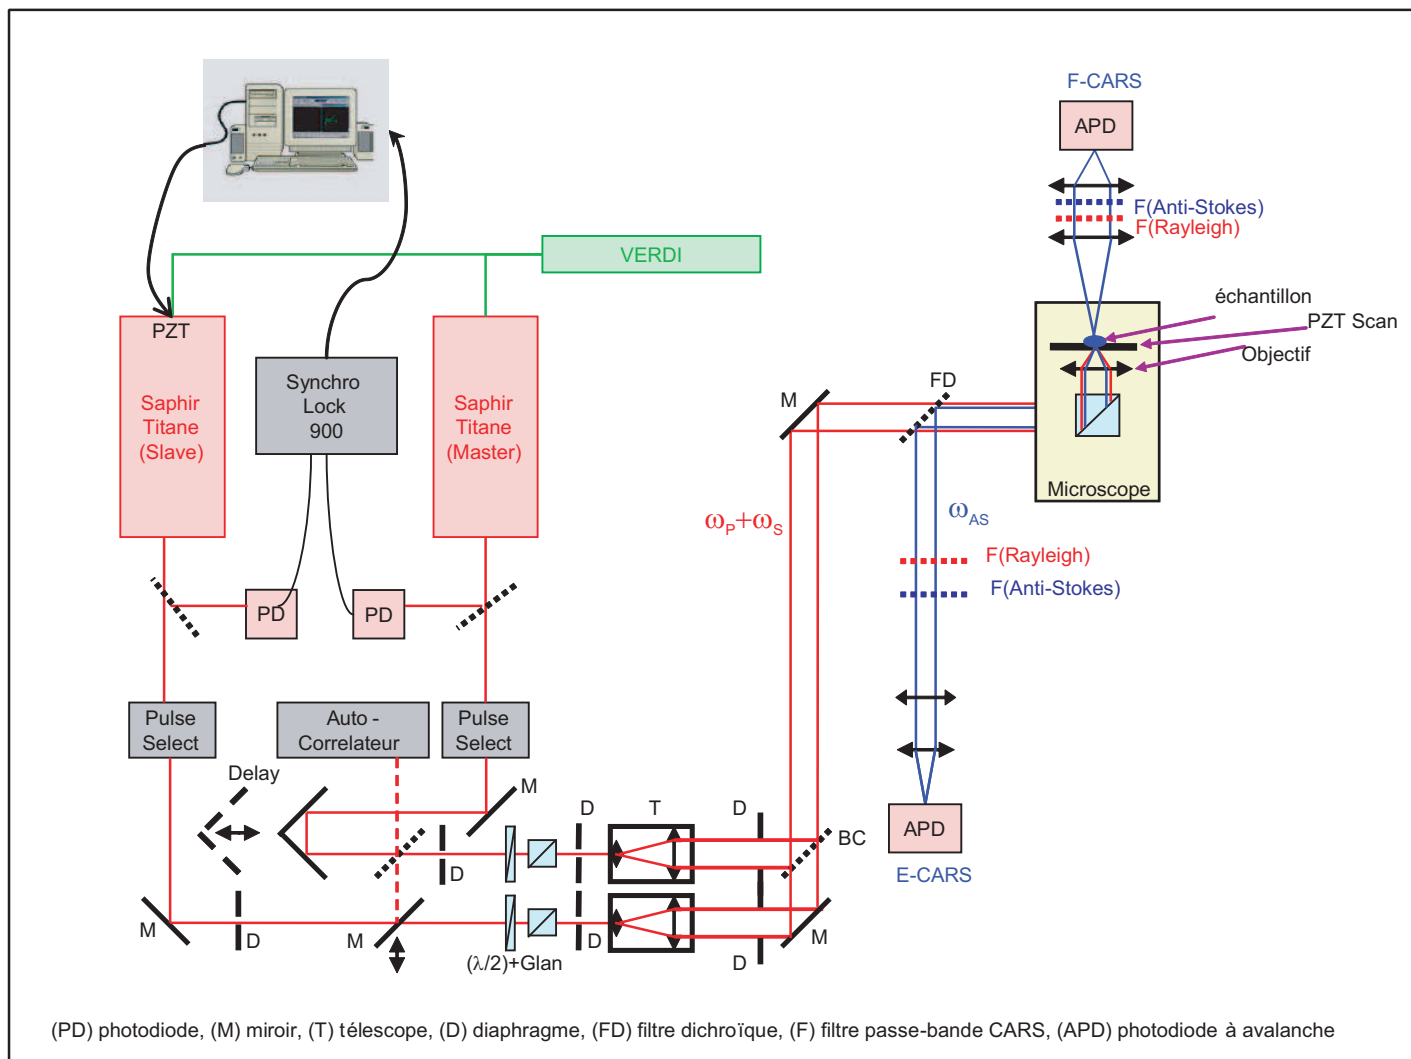 F-CARS
APD
F(Anti-Stokes)
F(Rayleigh)
VERDI
échantillon
PZT Scan
Objectif
PZT
Saphir
Titane
(Slave)
Synchro
Lock
900
Saphir
Titane
(Master)
M
FD
Microscope
ωP+ωS
ωAS
F(Rayleigh)
F(Anti-Stokes)
PD
PD
Pulse
Select
Auto -
Correlateur
Pulse
Select
Delay
M
D
T
D
BC
APD
E-CARS
D
M
D
M
D
D
M
(λ/2)+Glan
(PD) photodiode, (M) miroir, (T) télescope, (D) diaphragme, (FD) filtre dichroïque, (F) filtre passe-bande CARS, (APD) photodiode à avalanche